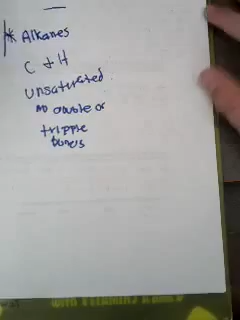 * Alkanes
C & H
unsaturated
no double or
tripple
bonds